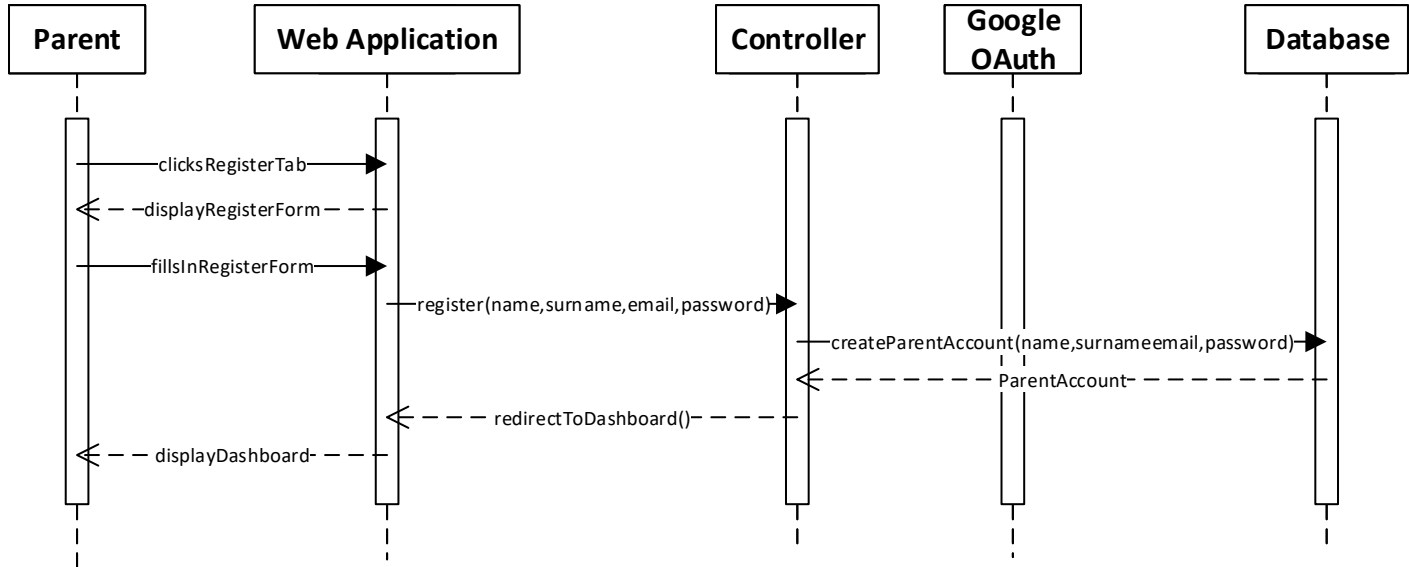 Parent
Web Application
Controller
Google
OAuth
Database
clicksRegisterTab
displayRegisterForm
fillsInRegisterForm
register(name,surname,email,password)
createParentAccount(name,surnameemail,password)
ParentAccount
redirectToDashboard()
displayDashboard